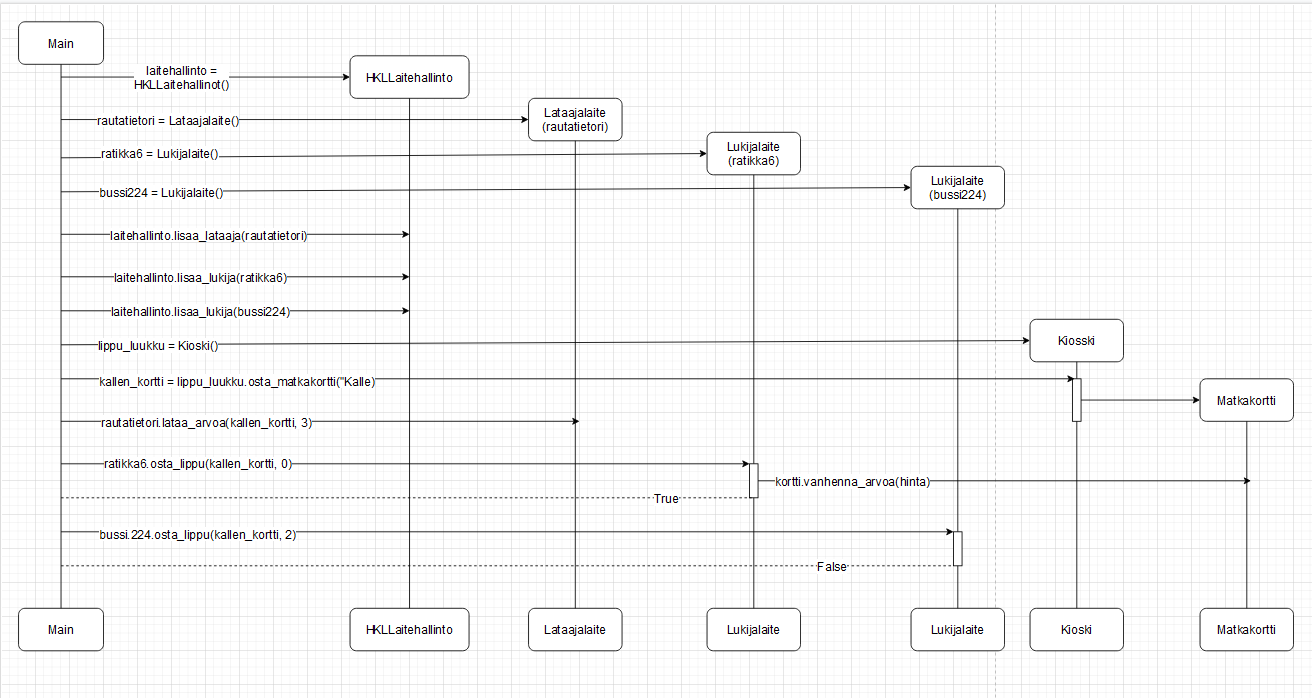 Main
laitehallinto =
HKLLaitehallinot()
HKLLaitehallinto
rautatietori = Lataajalaite()
Lataajalaite
(rautatietori)
ratikka6 = Lukijalaite()
Lukijalaite
(ratikka6)
bussi224 = Lukijalaite()
Lukijalaite
(bussi224)
laitehallinto.lisaa_lataaja(rautatietori)
laitehallinto.lisaa_lukija(ratikka6)
laitehallinto.lisaa_lukija(bussi224)
lippu_luukku = Kioski()
Kiosski
kallen_kortti = lippu_luukku.osta_matkakortti("Kalle)
Matkakortti
rautatietori.lataa_arvoa(kallen_kortti, 3)
ratikka6.osta_lippu(kallen_kortti, 0)
kortti.vanhenna_arvoa(hinta)
True
bussi.224.osta_lippu(kallen_kortti, 2)
False
Main
HKLLaitehallinto
Lataajalaite
Lukijalaite
Lukijalaite
Kioski
Matkakortti